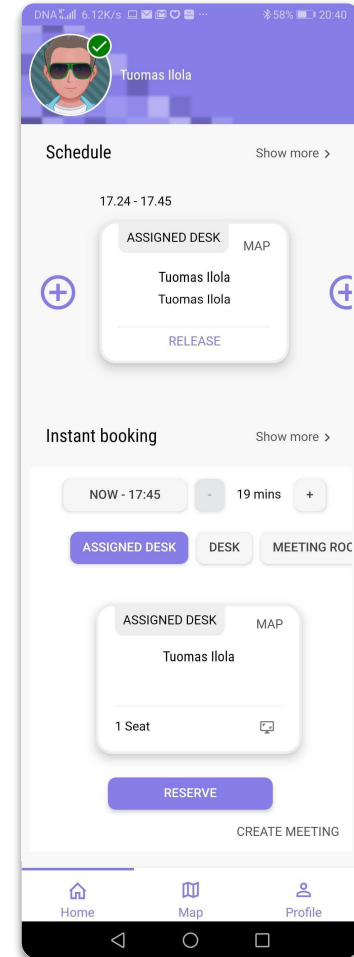 DNA 6.12K/s ... 58% 20:40
Tuomas Ilola
Schedule Show more >
17.24 - 17.45
ASSIGNED DESK MAP
Tuomas Ilola
Tuomas Ilola
RELEASE
Instant booking Show more >
NOW - 17:45 - 19 mins +
ASSIGNED DESK DESK MEETING ROO
ASSIGNED DESK MAP
Tuomas Ilola
1 Seat
RESERVE
CREATE MEETING
Home Map Profile